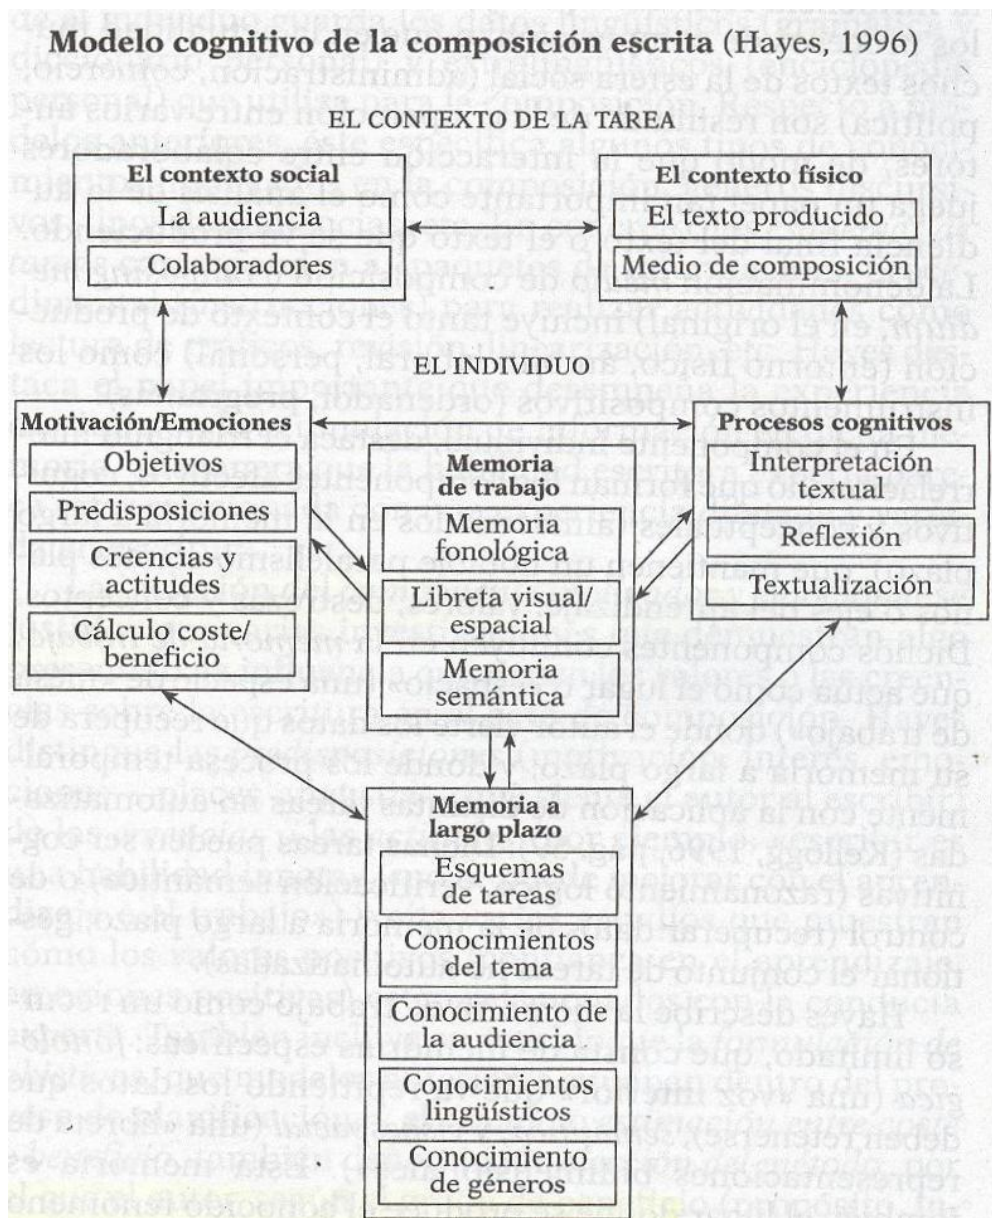 Modelo cognitivo de la composición escrita (Hayes, 1996)
EL CONTEXTO DE LA TAREA
El contexto social
La audiencia
Colaboradores
El contexto físico
El texto producido
Medio de composición
EL INDIVIDUO
Motivación/Emociones
Objetivos
Predisposiciones
Creencias y
actitudes
Cálculo coste/
beneficio
Memoria
de trabajo
Memoria
fonológica
Libreta visual/
espacial
Memoria
semántica
Procesos cognitivos
Interpretación
textual
Reflexión
Textualización
Memoria a
largo plazo
Esquemas
de tareas
Conocimientos
del tema
Conocimiento de
la audiencia
Conocimientos
lingüísticos
Conocimiento
de géneros